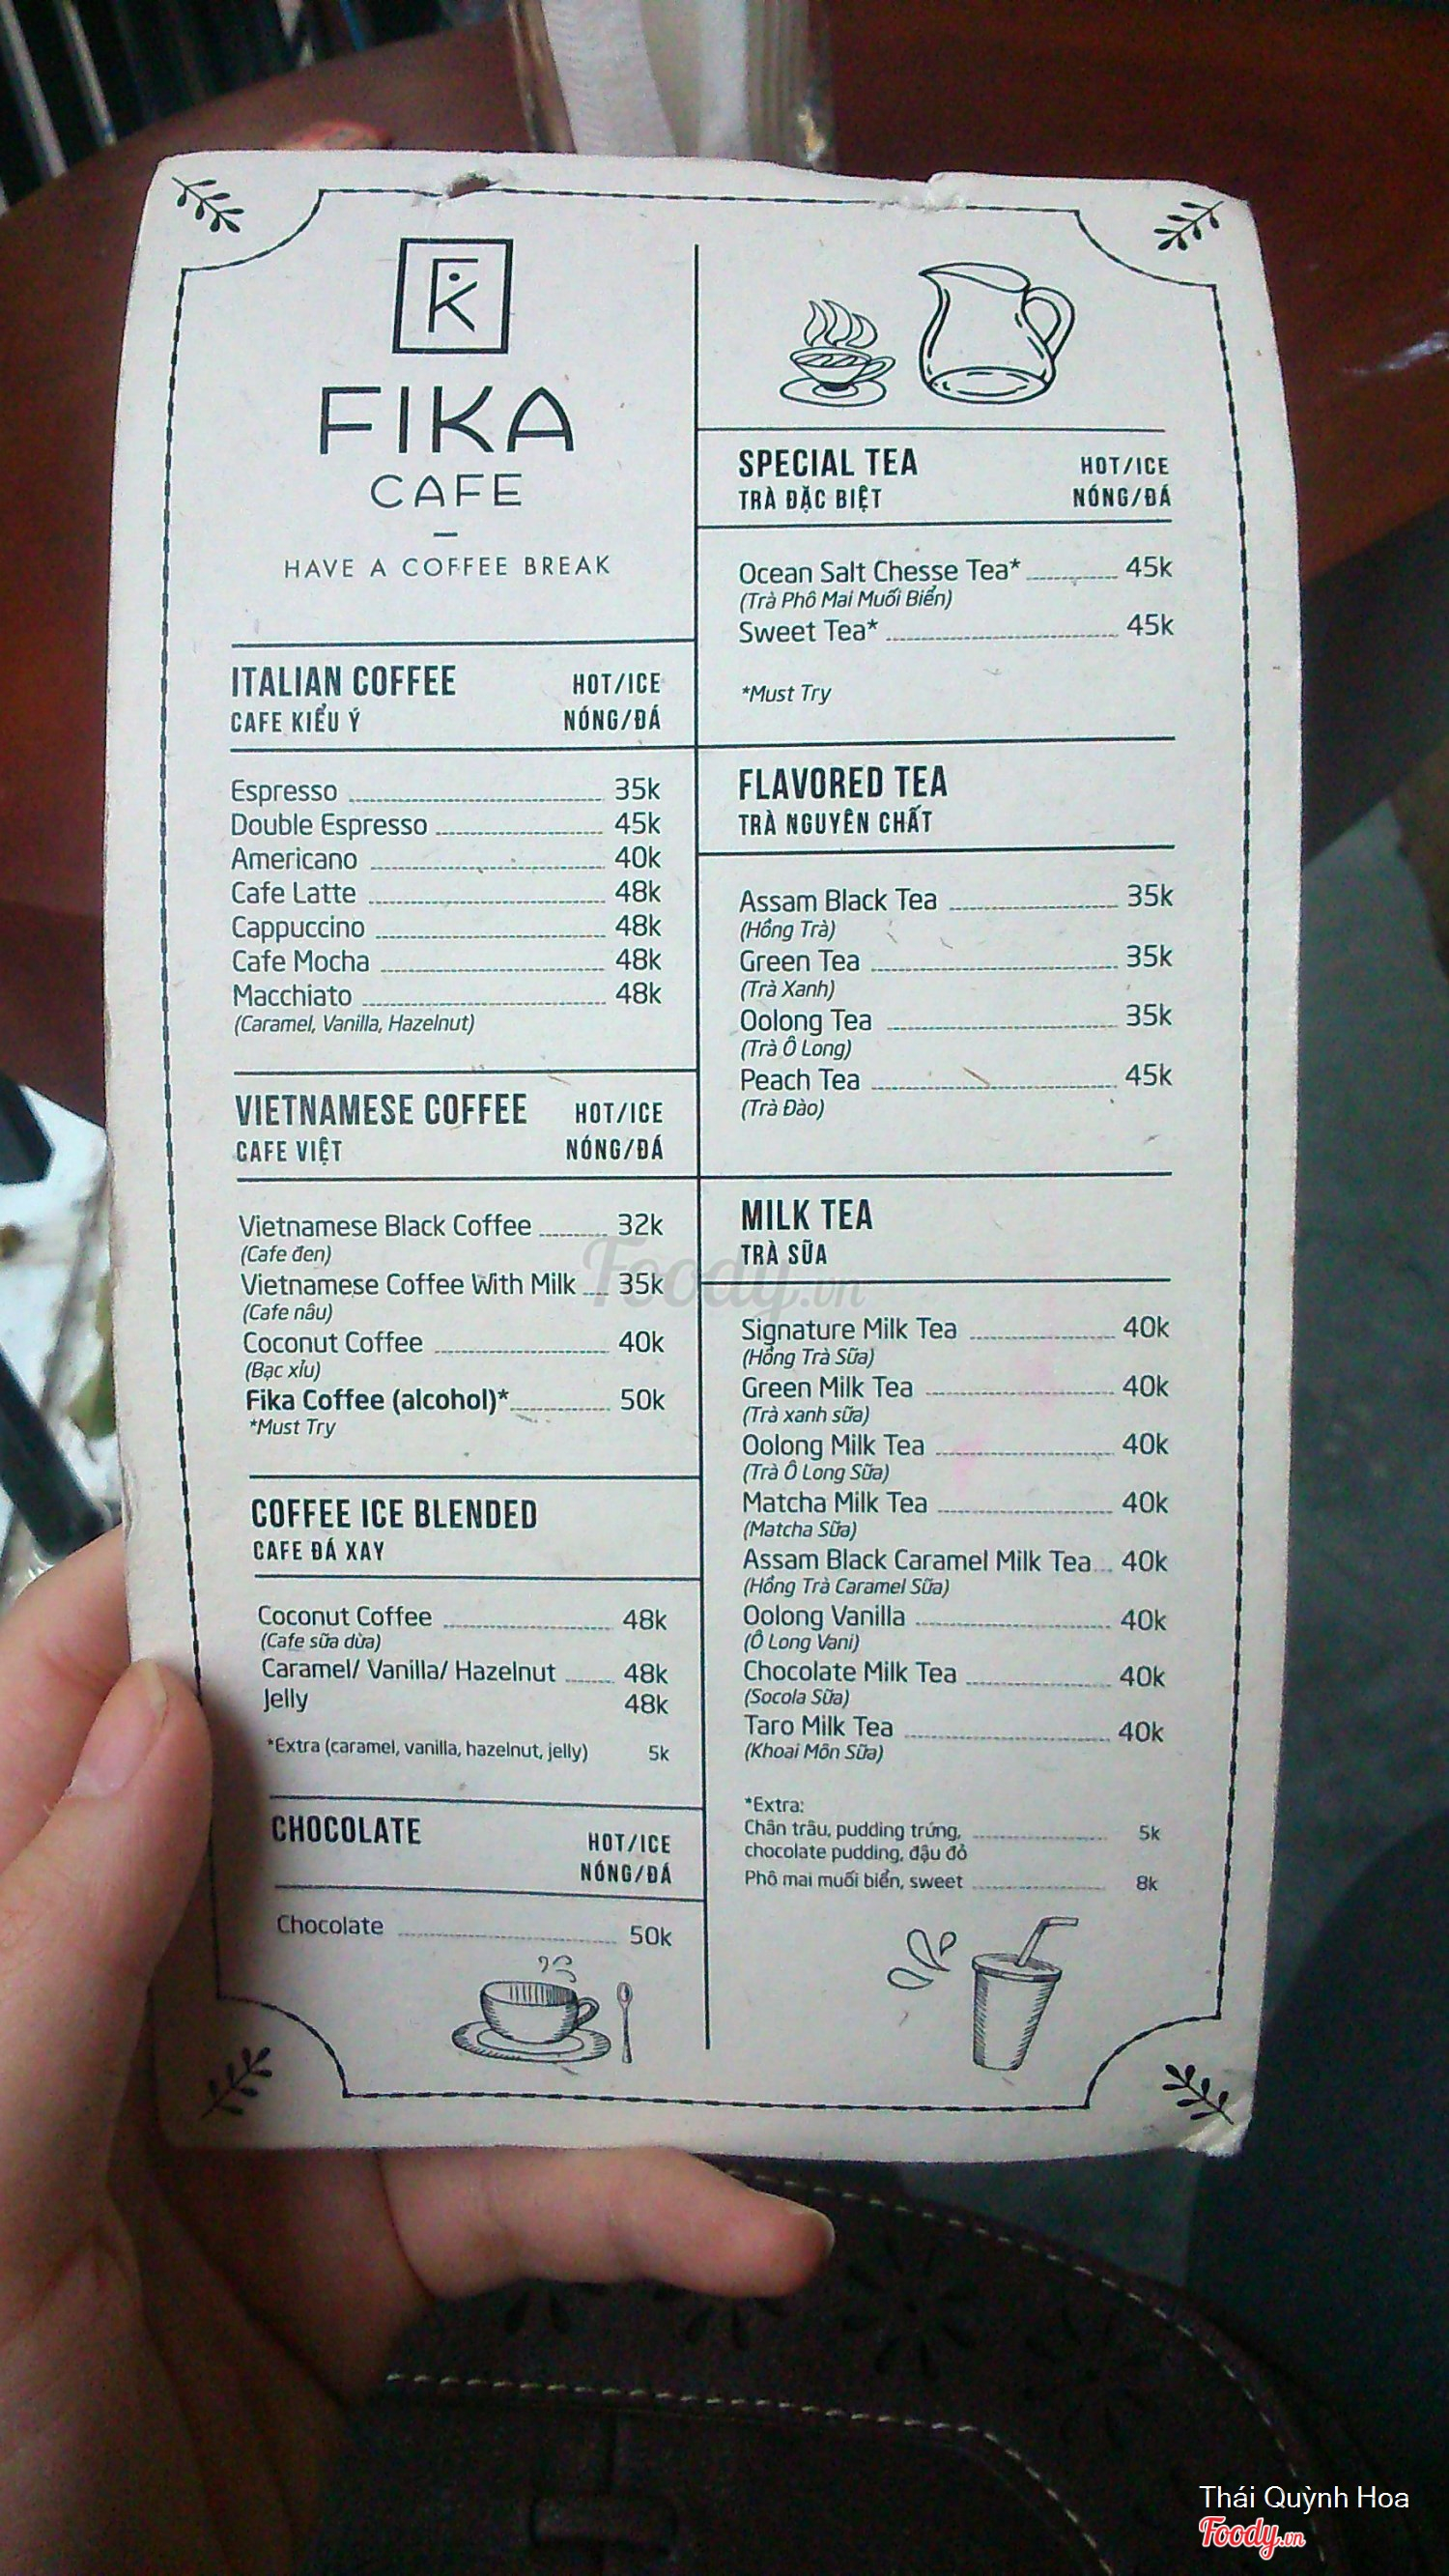 FK
FIKA
CAFE
HAVE A COFFEE BREAK
ITALIAN COFFEE HOT/ICE
CAFE KIỂU Ý NÓNG/ĐÁ
Espresso 35k
Double Espresso 45k
Americano 40k
Cafe Latte 48k
Cappuccino 48k
Cafe Mocha 48k
Macchiato 48k
(Caramel, Vanilla, Hazelnut)
VIETNAMESE COFFEE HOT/ICE
CAFE VIỆT NÓNG/ĐÁ
Vietnamese Black Coffee 32k
(Cafe đen)
Vietnamese Coffee With Milk 35k
(Cafe nâu)
Coconut Coffee 40k
(Bạc xỉu)
Fika Coffee (alcohol)* 50k
*Must Try
COFFEE ICE BLENDED
CAFE ĐÁ XAY
Coconut Coffee 48k
(Cafe sữa dừa)
Caramel/ Vanilla/ Hazelnut 48k
Jelly 48k
*Extra (caramel, vanilla, hazelnut, jelly) 5k
CHOCOLATE HOT/ICE
NÓNG/ĐÁ
Chocolate 50k
SPECIAL TEA HOT/ICE
TRÀ ĐẶC BIỆT NÓNG/ĐÁ
Ocean Salt Chesse Tea* 45k
(Trà Phô Mai Muối Biển)
Sweet Tea* 45k
*Must Try
FLAVORED TEA
TRÀ NGUYÊN CHẤT
Assam Black Tea 35k
(Hồng Trà)
Green Tea 35k
(Trà Xanh)
Oolong Tea 35k
(Trà Ô Long)
Peach Tea 45k
(Trà Đào)
MILK TEA
TRÀ SỮA
Signature Milk Tea 40k
(Hồng Trà Sữa)
Green Milk Tea 40k
(Trà xanh sữa)
Oolong Milk Tea 40k
(Trà Ô Long Sữa)
Matcha Milk Tea 40k
(Matcha Sữa)
Assam Black Caramel Milk Tea 40k
(Hồng Trà Caramel Sữa)
Oolong Vanilla 40k
(Ô Long Vani)
Chocolate Milk Tea 40k
(Socola Sữa)
Taro Milk Tea 40k
(Khoai Môn Sữa)
*Extra:
Chân trâu, pudding trứng, 5k
chocolate pudding, đậu đỏ
Phô mai muối biển, sweet 8k
Foody.vn
Thái Quỳnh Hoa
Foody.vn